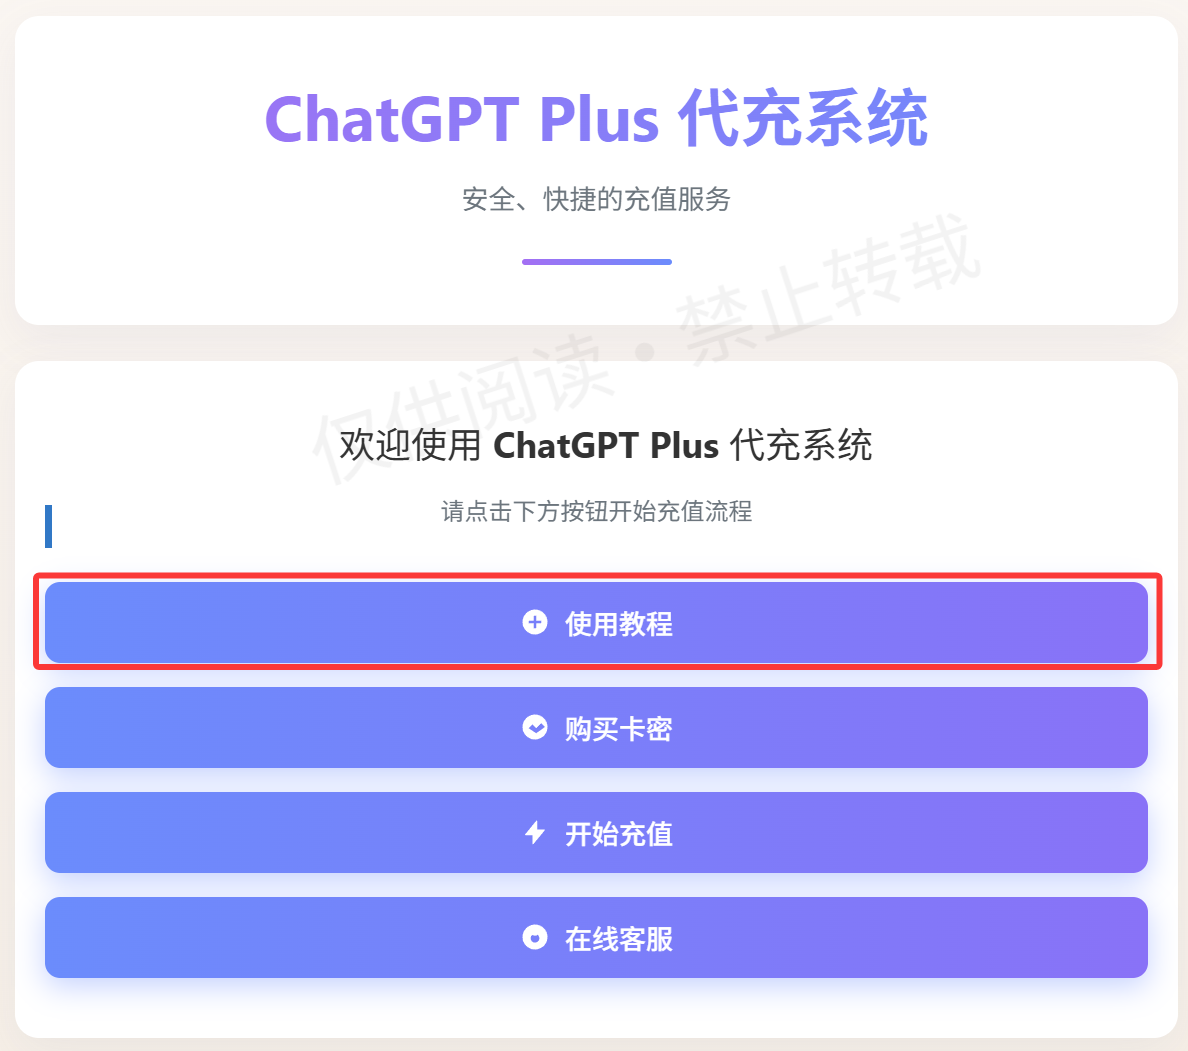 ChatGPT Plus 代充系统
安全、快捷的充值服务
仅供阅读 • 禁止转载
欢迎使用 ChatGPT Plus 代充系统
请点击下方按钮开始充值流程
使用教程
购买卡密
开始充值
在线客服